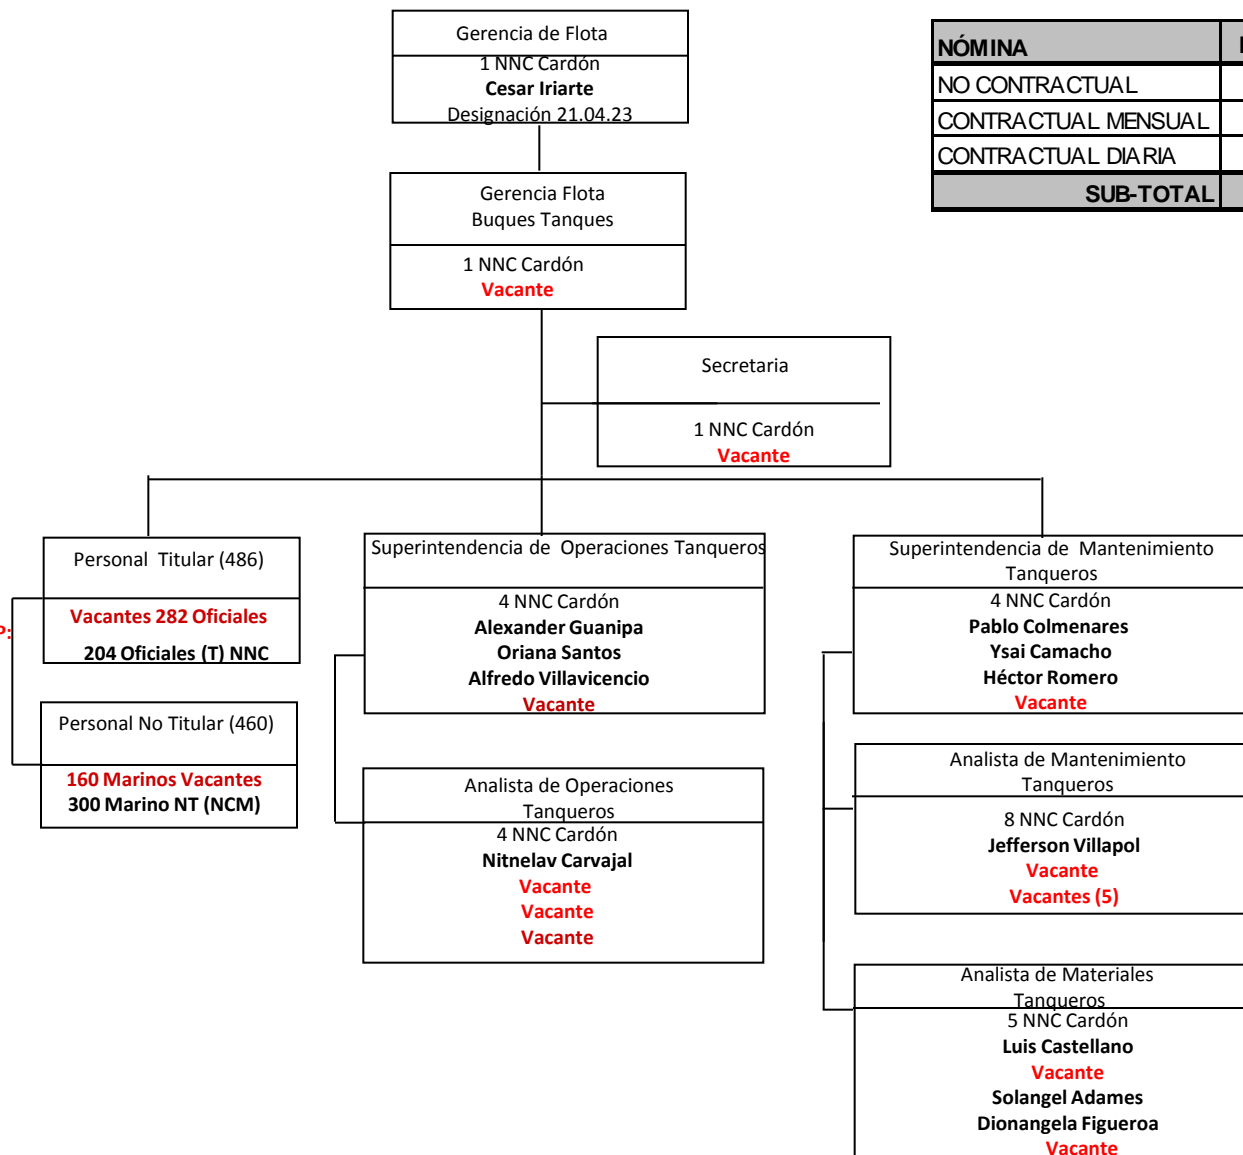 Gerencia de Flota
1 NNC Cardón
Cesar Iriarte
Designación 21.04.23
NÓMINA
NO CONTRACTUAL
CONTRACTUAL MENSUAL
CONTRACTUAL DIARIA
SUB-TOTAL
Gerencia Flota
Buques Tanques
1 NNC Cardón
Vacante
Secretaria
1 NNC Cardón
Vacante
Personal Titular (486)
Vacantes 282 Oficiales
204 Oficiales (T) NNC
P:
Personal No Titular (460)
160 Marinos Vacantes
300 Marino NT (NCM)
Superintendencia de Operaciones Tanqueros
4 NNC Cardón
Alexander Guanipa
Oriana Santos
Alfredo Villavicencio
Vacante
Analista de Operaciones
Tanqueros
4 NNC Cardón
Nitnelav Carvajal
Vacante
Vacante
Vacante
Superintendencia de Mantenimiento
Tanqueros
4 NNC Cardón
Pablo Colmenares
Ysai Camacho
Héctor Romero
Vacante
Analista de Mantenimiento
Tanqueros
8 NNC Cardón
Jefferson Villapol
Vacante
Vacantes (5)
Analista de Materiales
Tanqueros
5 NNC Cardón
Luis Castellano
Vacante
Solangel Adames
Dionangela Figueroa
Vacante